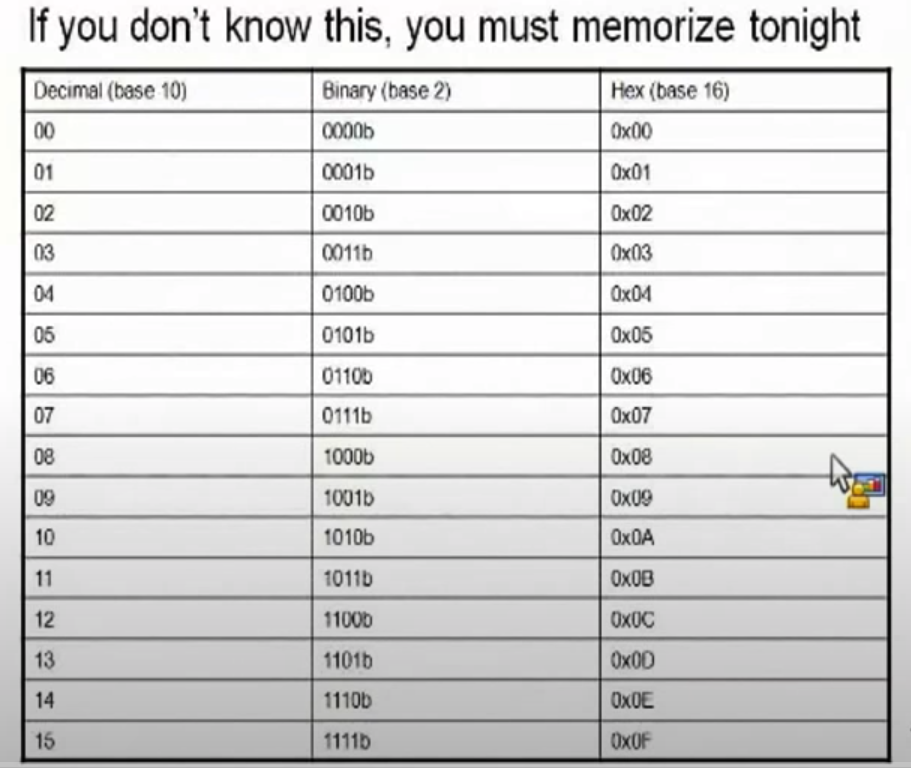 If you don't know this, you must memorize tonight
Decimal (base 10) Binary (base 2) Hex (base 16)
00 0000b 0x00
01 0001b 0x01
02 0010b 0x02
03 0011b 0x03
04 0100b 0x04
05 0101b 0x05
06 0110b 0x06
07 0111b 0x07
08 1000b 0x08
09 1001b 0x09
10 1010b 0x0A
11 1011b 0x0B
12 1100b 0x0C
13 1101b 0x0D
14 1110b 0x0E
15 1111b 0x0F